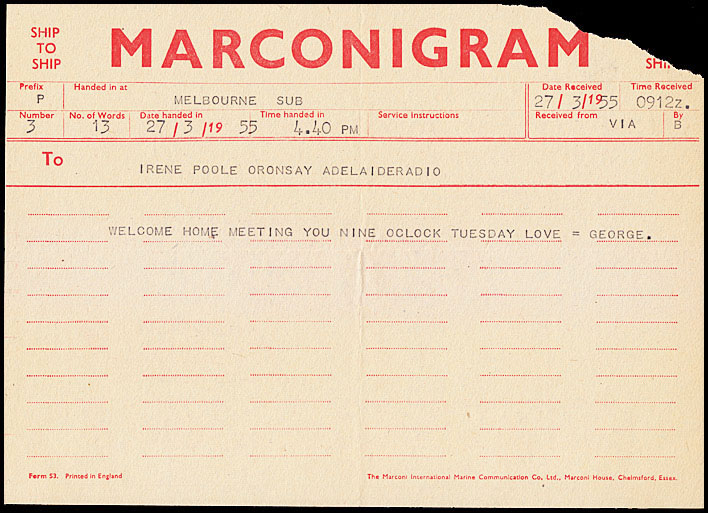 SHIP
TO
SHIP
MARCONIGRAM
SHI
Prefix Handed in at Date Received Time Received
P MELBOURNE SUB 27/ 3/1955 0912z.
Number No. of Words Date handed in Time handed in Service Instructions Received from By
3 13 27/3/19 55 4.40 PM VIA B
To IRENE POOLE ORONSAY ADELAIDERADIO
WELCOME HOME MEETING YOU NINE OCLOCK TUESDAY LOVE = GEORGE.
Form 53. Printed in England The Marconi International Marine Communication Co. Ltd., Marconi House, Chelmsford, Essex.